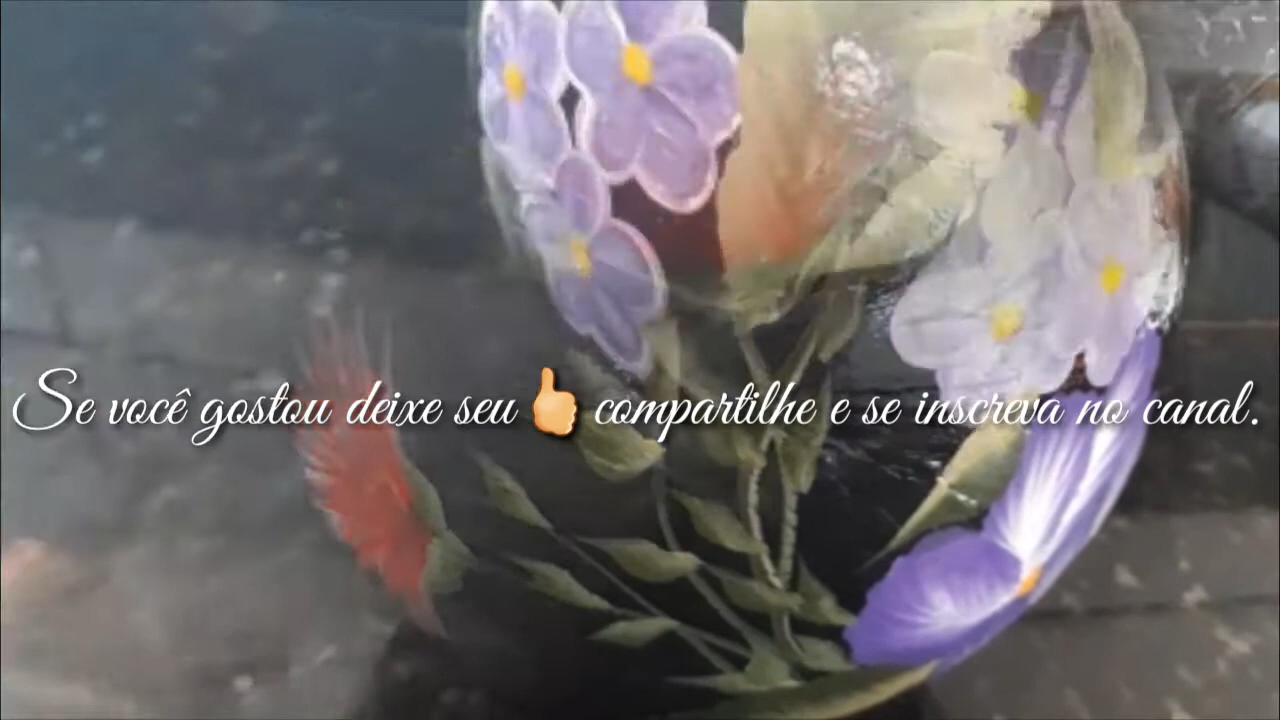 Se você gostou deixe seu 👍 compartilhe e se inscreva no canal.